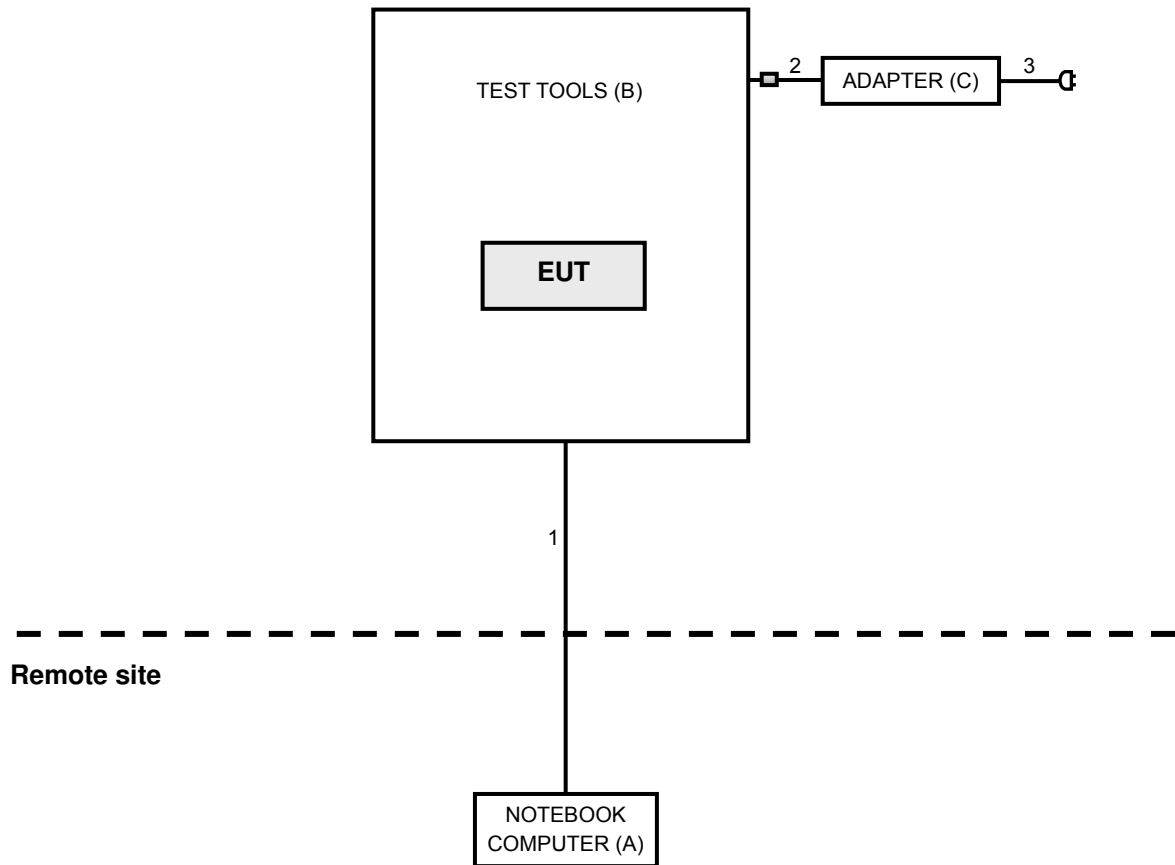 TEST TOOLS (B)
2
ADAPTER (C)
3
EUT
1
Remote site
NOTEBOOK
COMPUTER (A)